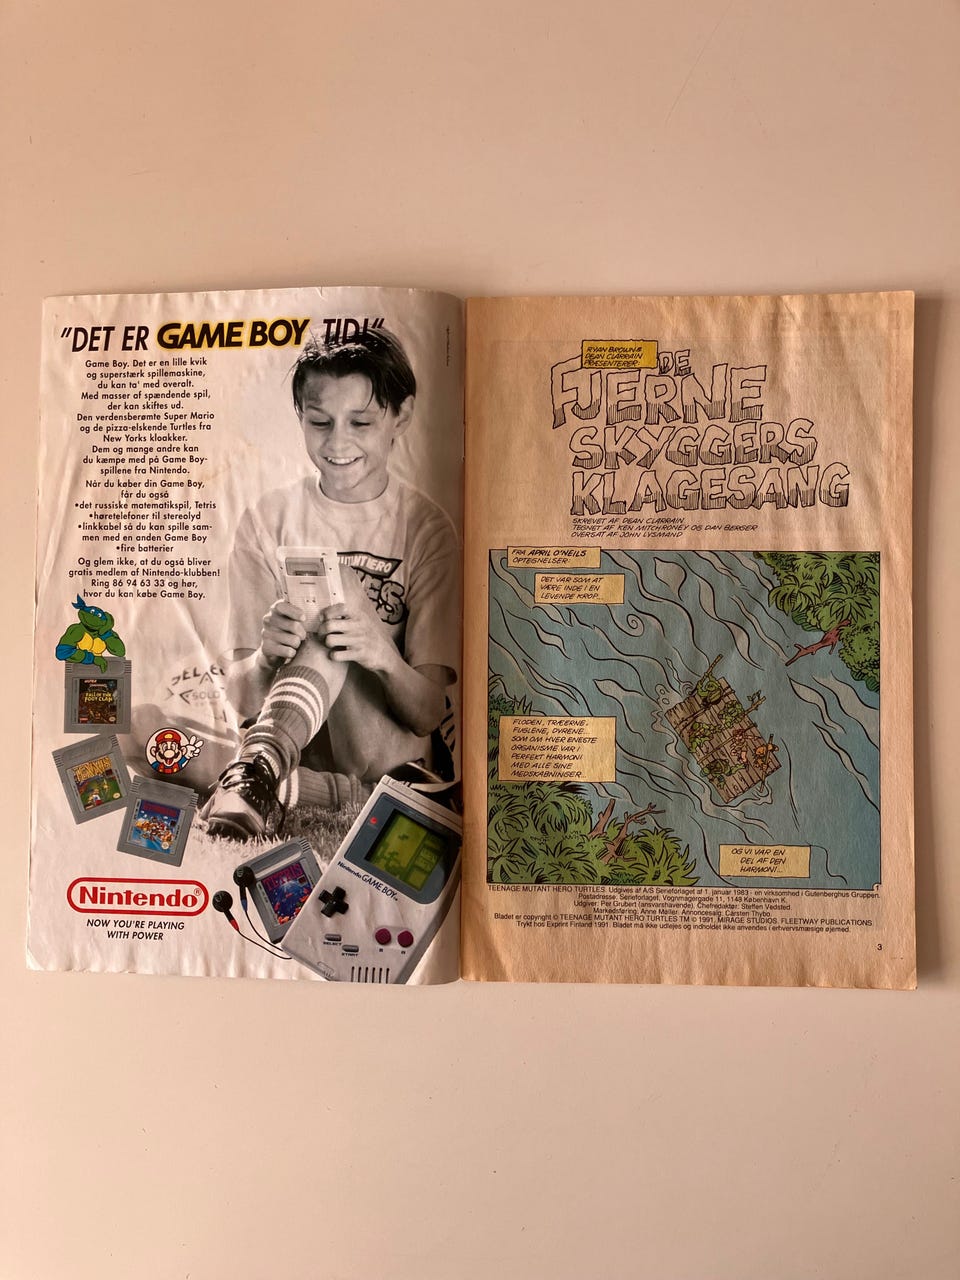 "DET ER GAME BOY TID!"
Game Boy. Det er en lille kvik
og superstærk spillemaskine,
du kan ta' med overalt.
Med masser af spændende spil,
der kan skiftes ud.
Den verdensberømte Super Mario
og de pizza-elskende Turtles fra
New Yorks kloakker.
Dem og mange andre kan
du kæmpe med på Game Boy-
spillene fra Nintendo.
Når du køber din Game Boy,
får du også
•det russiske matematikspil, Tetris
•høretelefoner til stereolyd
•linkkabel så du kan spille sam-
men med en anden Game Boy
•fire batterier
Og glem ikke, at du også bliver
gratis medlem af Nintendo-klubben!
Ring 86 94 63 33 og hør,
hvor du kan købe Game Boy.
HERO
FALL OF THE
FOOT CLAN
Nintendo®
NOW YOU'RE PLAYING
WITH POWER
Nintendo GAME BOY
SELECT
START
B
A
RYAN BROWN &
DEAN CLARRAIN
PRÆSENTERER:
DE
FJERNE
SKYGGERS
KLAGESANG
SKREVET AF DEAN CLARRAIN
TEGNET AF KEN MITCHRONEY OG DAN BERGER
OVERSAT AF JOHN LYSMAND
FRA APRIL O'NEILS
OPTEGNELSER:
DET VAR SOM AT
VÆRE INDE I EN
LEVENDE KROP...
FLODEN, TRÆERNE,
FUGLENE, DYRENE...
SOM OM HVER ENESTE
ORGANISME VAR I
PERFEKT HARMONI
MED ALLE SINE
MEDSKABNINGER...
OG VI VAR EN
DEL AF DEN
HARMONI...
1
TEENAGE MUTANT HERO TURTLES. Udgives af A/S Serieforlaget af 1. januar 1983 - en virksomhed i Gutenberghus Gruppen.
Postadresse: Serieforlaget, Vognmagergade 11, 1148 København K.
Udgiver: Per Grubert (ansvarshavende). Chefredaktør: Steffen Vedsted.
Markedsføring: Anne Møller. Annoncesalg: Carsten Thybo.
Bladet er copyright © TEENAGE MUTANT HERO TURTLES TM © 1991, MIRAGE STUDIOS. FLEETWAY PUBLICATIONS
Trykt hos Exprint Finland 1991. Bladet må ikke udlejes og indholdet ikke anvendes i erhvervsmæsige øjemed.
3